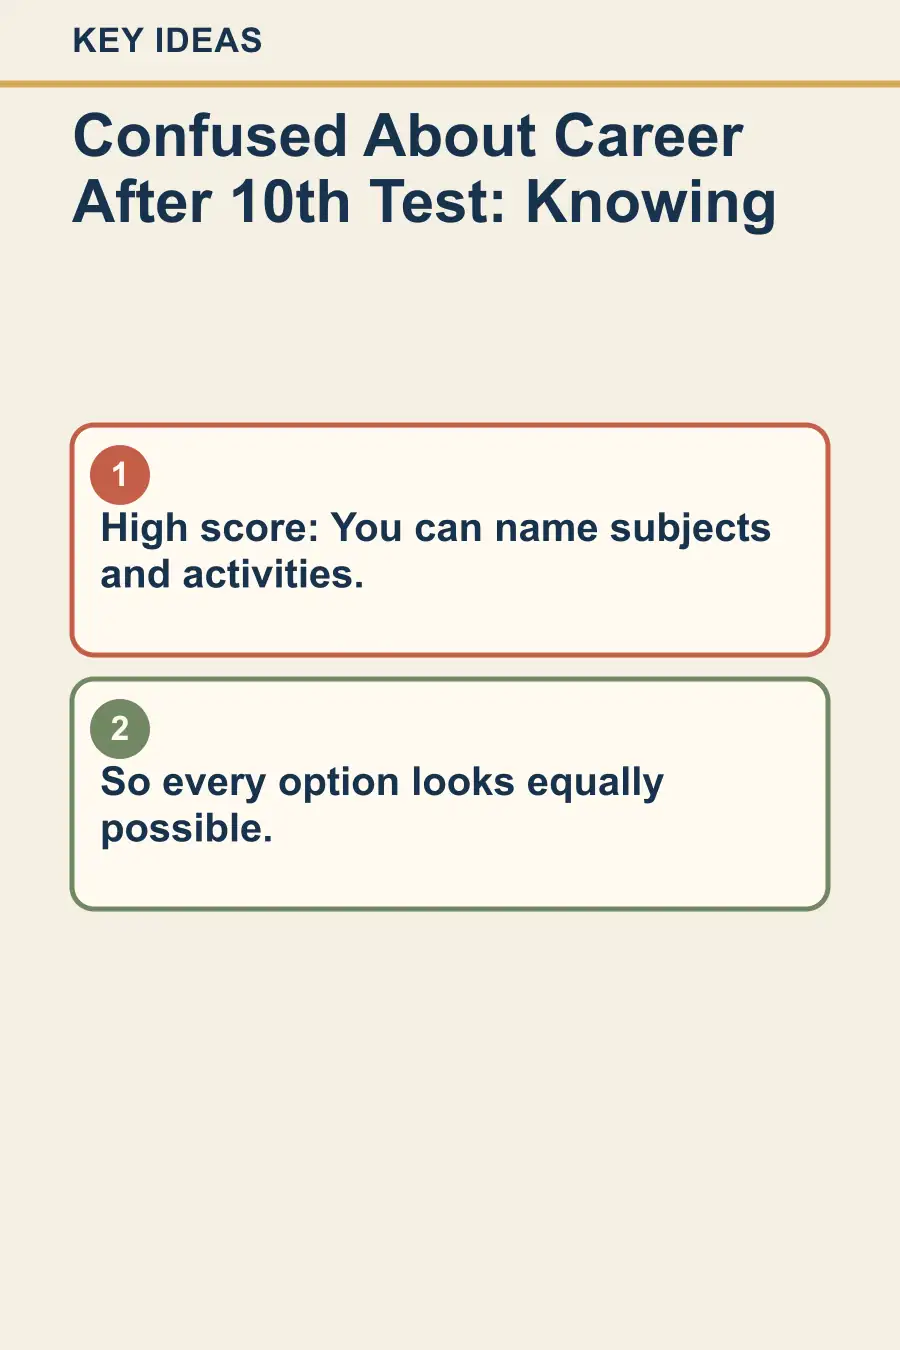 KEY IDEAS
Confused About Career
After 10th Test: Knowing
1
High score: You can name subjects
and activities.
2
So every option looks equally
possible.